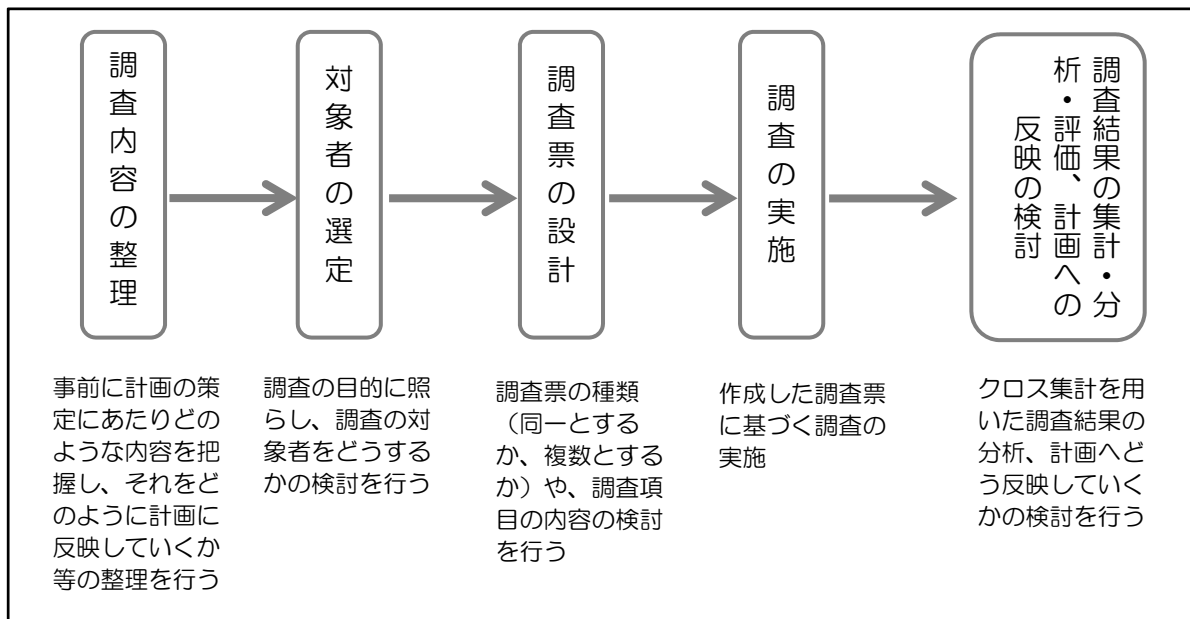 調査内容の整理
対象者の選定
調査票の設計
調査の実施
調査結果の集計・分
析・評価、計画への
反映の検討
事前に計画の策
定にあたりどの
ような内容を把
握し、それをど
のように計画に
反映していくか
等の整理を行う
調査の目的に照
らし、調査の対
象者をどうする
かの検討を行う
調査票の種類
（同一とする
か、複数とする
か）や、調査項
目の内容の検討
を行う
作成した調査票
に基づく調査の
実施
クロス集計を用
いた調査結果の
分析、計画へど
う反映していく
かの検討を行う